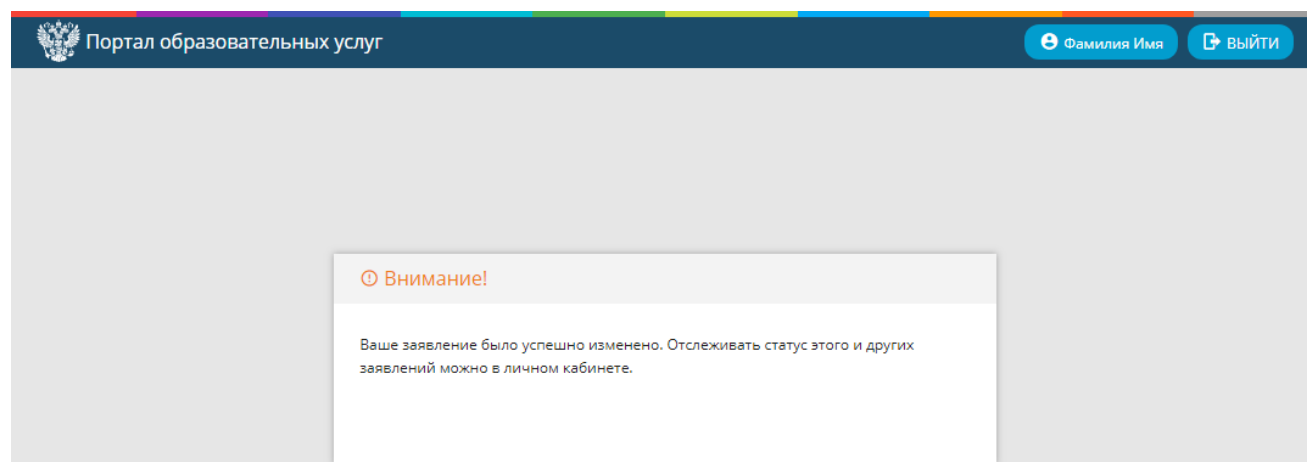 Портал образовательных услуг
Фамилия Имя
ВЫЙТИ
Внимание!
Ваше заявление было успешно изменено. Отслеживать статус этого и других
заявлений можно в личном кабинете.